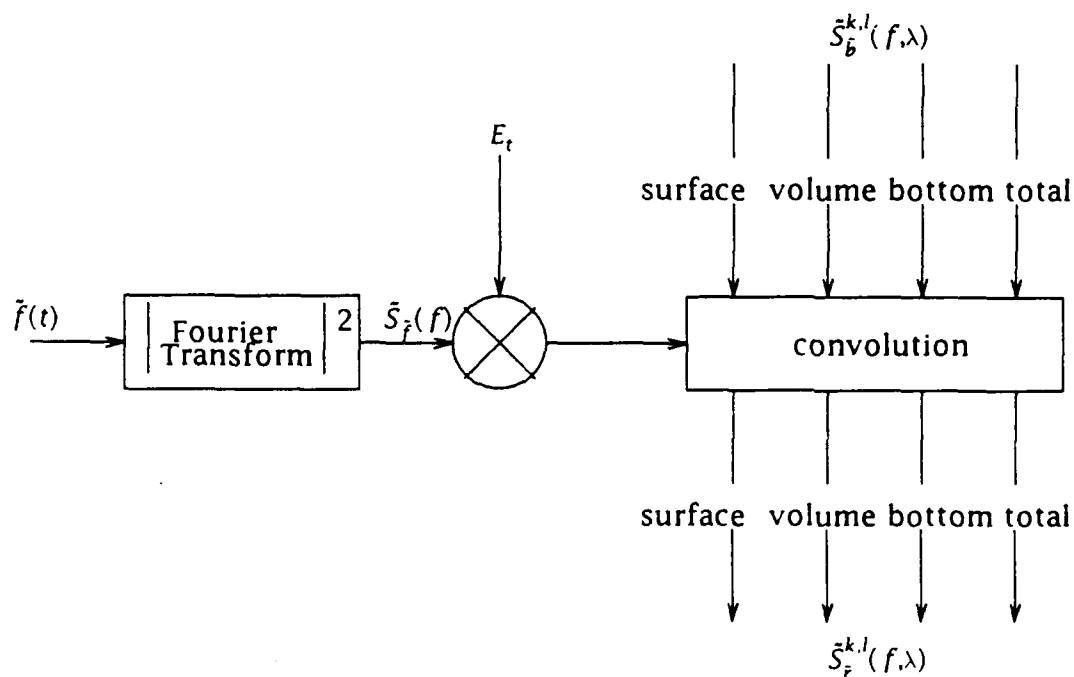 S̃_b̃^{k,l}(f,λ)
E_t
surface volume bottom total
f̃(t)
| Fourier Transform | 2
S̃_f̃(f)
convolution
surface volume bottom total
S̃_r̃^{k,l}(f,λ)